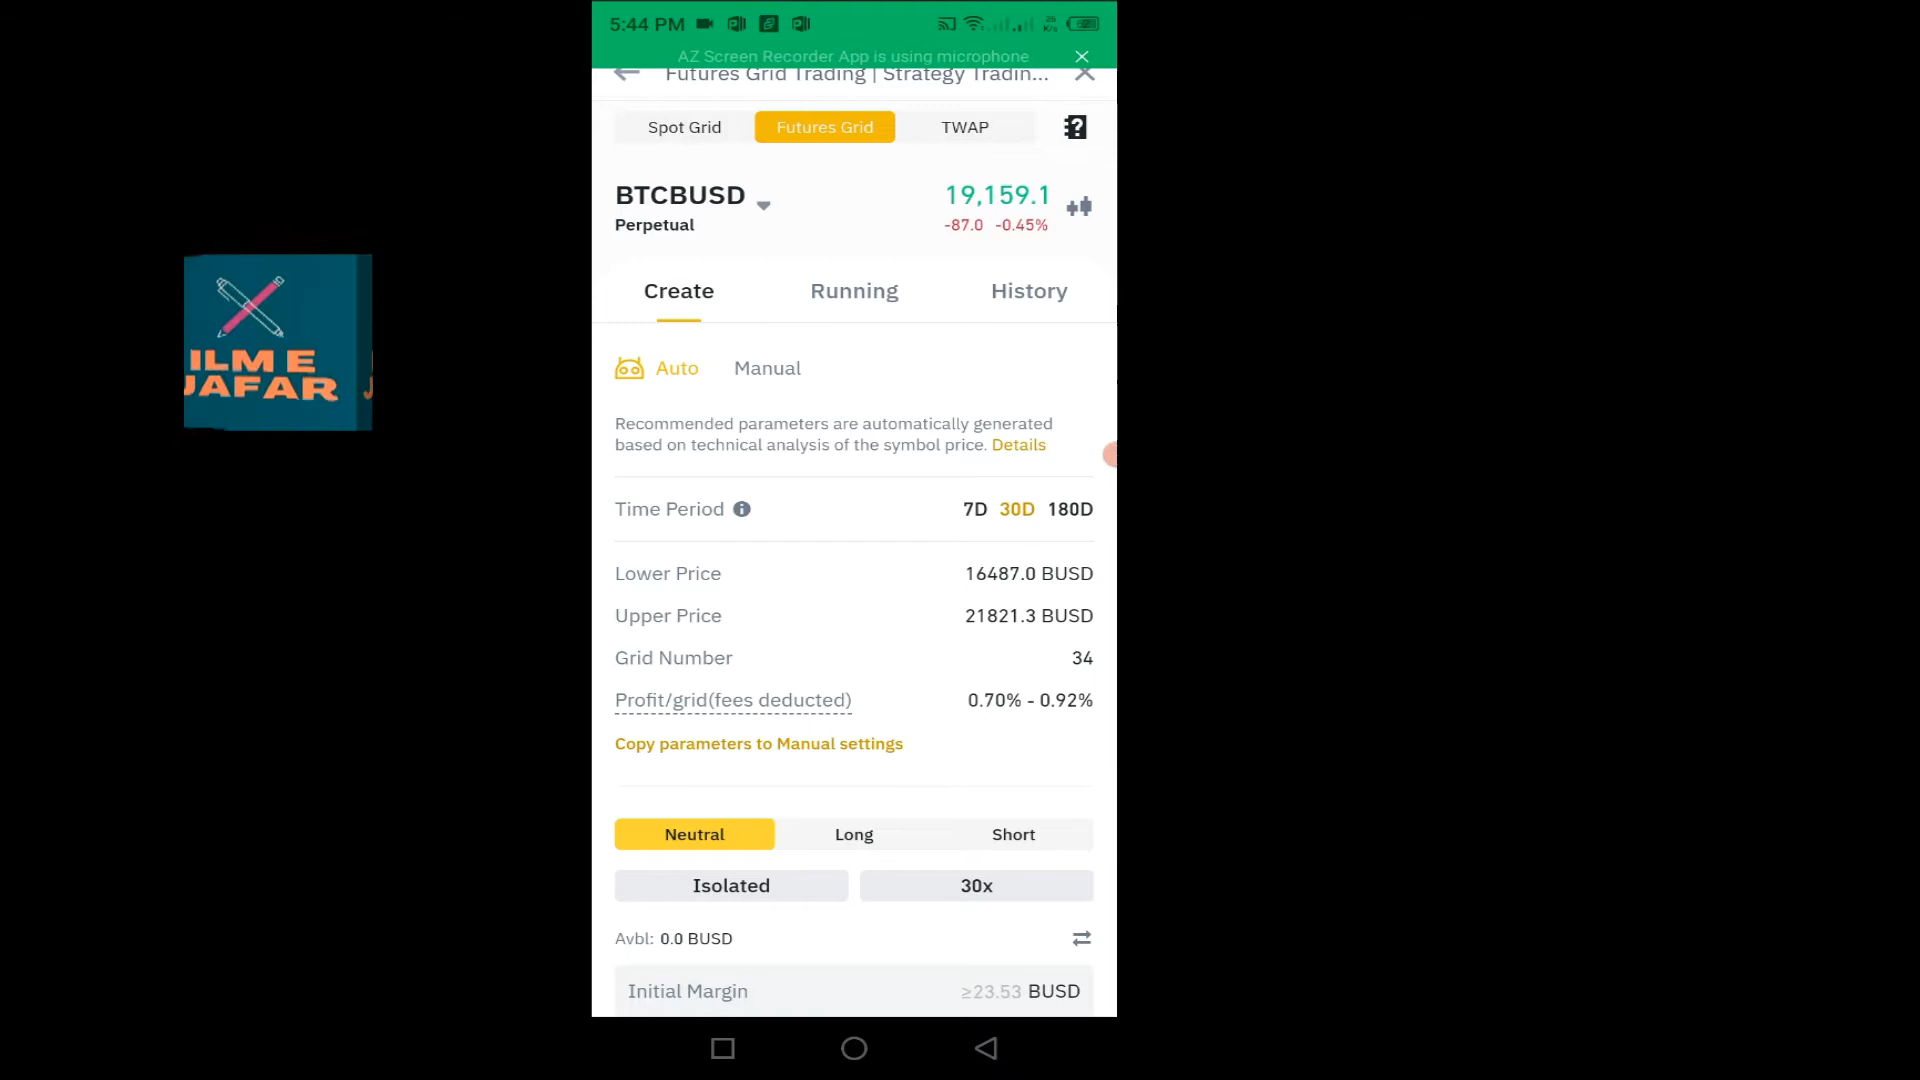 5:44 PM
25
K/s
AZ Screen Recorder App is using microphone
Futures Grid Trading | Strategy Tradin...
Spot Grid
Futures Grid
TWAP
BTCBUSD
19,159.1
Perpetual
-87.0 -0.45%
Create
Running
History
Auto
Manual
Recommended parameters are automatically generated
based on technical analysis of the symbol price. Details
Time Period
7D 30D 180D
Lower Price
16487.0 BUSD
Upper Price
21821.3 BUSD
Grid Number
34
Profit/grid(fees deducted)
0.70% - 0.92%
Copy parameters to Manual settings
Neutral
Long
Short
Isolated
30x
Avbl: 0.0 BUSD
Initial Margin
≥23.53 BUSD
ILM E
JAFAR